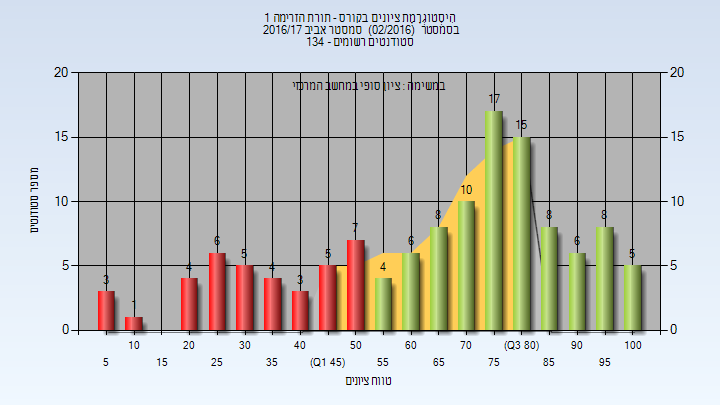 היסטוגרמת ציונים בקורס - תורת הזרימה 1
בסמסטר (02/2016) סמסטר אביב 2016/17
סטודנטים רשומים - 134
במשימה : ציון סופי במחשב המרכזי
מספר סטודנטים
20 20
15 15
10 10
5 5
0 0
3 1 4 6 5 4 3 5 7 4 6 8 10 17 15 8 6 8 5
10 20 30 40 50 60 70 (Q3 80) 90 100
5 15 25 35 (Q1 45) 55 65 75 85 95
טווח ציונים